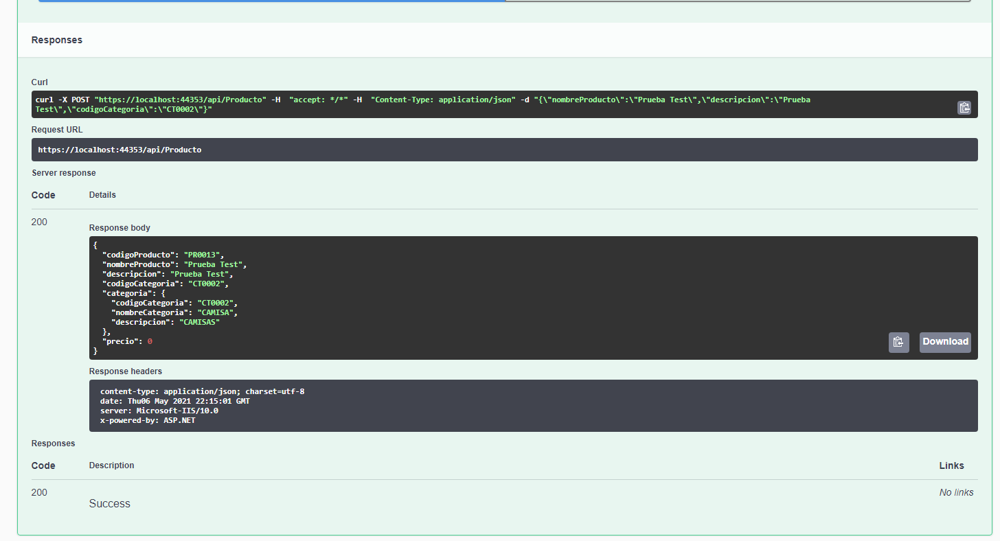 Responses
Curl
curl -X POST "https://localhost:44353/api/Producto" -H  "accept: */*" -H  "Content-Type: application/json" -d "{\"nombreProducto\":\"Prueba Test\",\"descripcion\":\"Prueba
Test\",\"codigoCategoria\":\"CT0002\"}"
Request URL
https://localhost:44353/api/Producto
Server response
Code Details
200
Response body
{
  "codigoProducto": "PR0013",
  "nombreProducto": "Prueba Test",
  "descripcion": "Prueba Test",
  "codigoCategoria": "CT0002",
  "categoria": {
    "codigoCategoria": "CT0002",
    "nombreCategoria": "CAMISA",
    "descripcion": "CAMISAS"
  },
  "precio": 0
}
Download
Response headers
content-type: application/json; charset=utf-8
date: Thu06 May 2021 22:15:01 GMT
server: Microsoft-IIS/10.0
x-powered-by: ASP.NET
Responses
Code Description Links
200 No links
Success